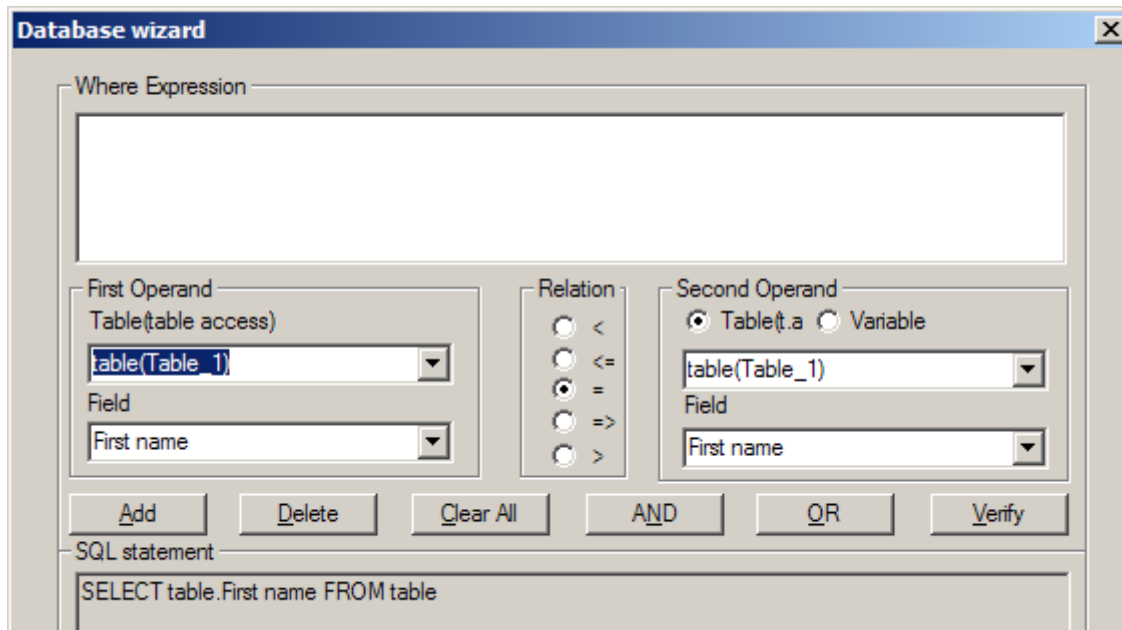 Database wizard
Where Expression
First Operand
Relation
Second Operand
Table(table access)
<
Table(t.a
Variable
table(Table_1)
<=
table(Table_1)
=
Field
Field
=>
First name
>
First name
Add
Delete
Clear All
AND
OR
Verify
SQL statement
SELECT table.First name FROM table